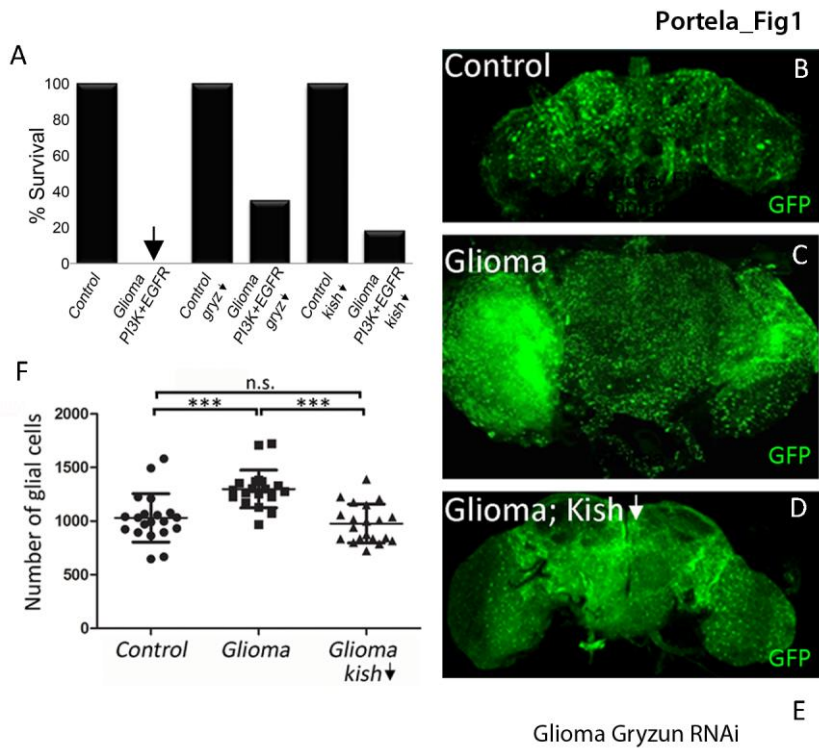 Portela_Fig1
A
% Survival
100
80
60
40
20
0
Control
Glioma
PI3K+EGFR
Control
gryz
Glioma
PI3K+EGFR
gryz
Control
kish
Glioma
PI3K+EGFR
kish
Control
B
GFP
Glioma
C
GFP
Glioma; Kish
D
GFP
F
n.s.
*** ***
Number of glial cells
2000
1500
1000
500
0
Control Glioma Glioma
kish
E
Glioma Gryzun RNAi